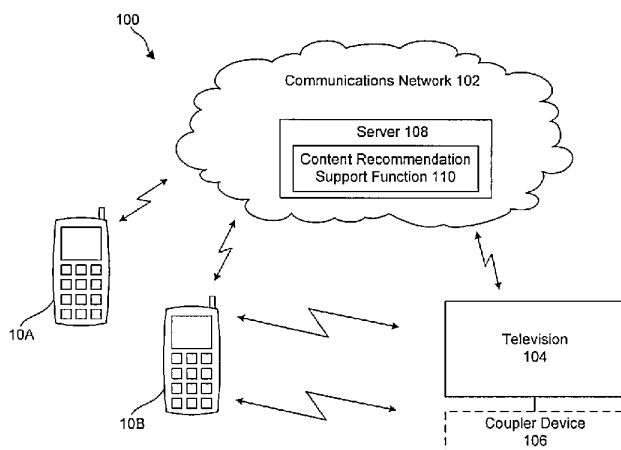 100
Communications Network 102
Server 108
Content Recommendation
Support Function 110
10A
10B
Television
104
Coupler Device
106